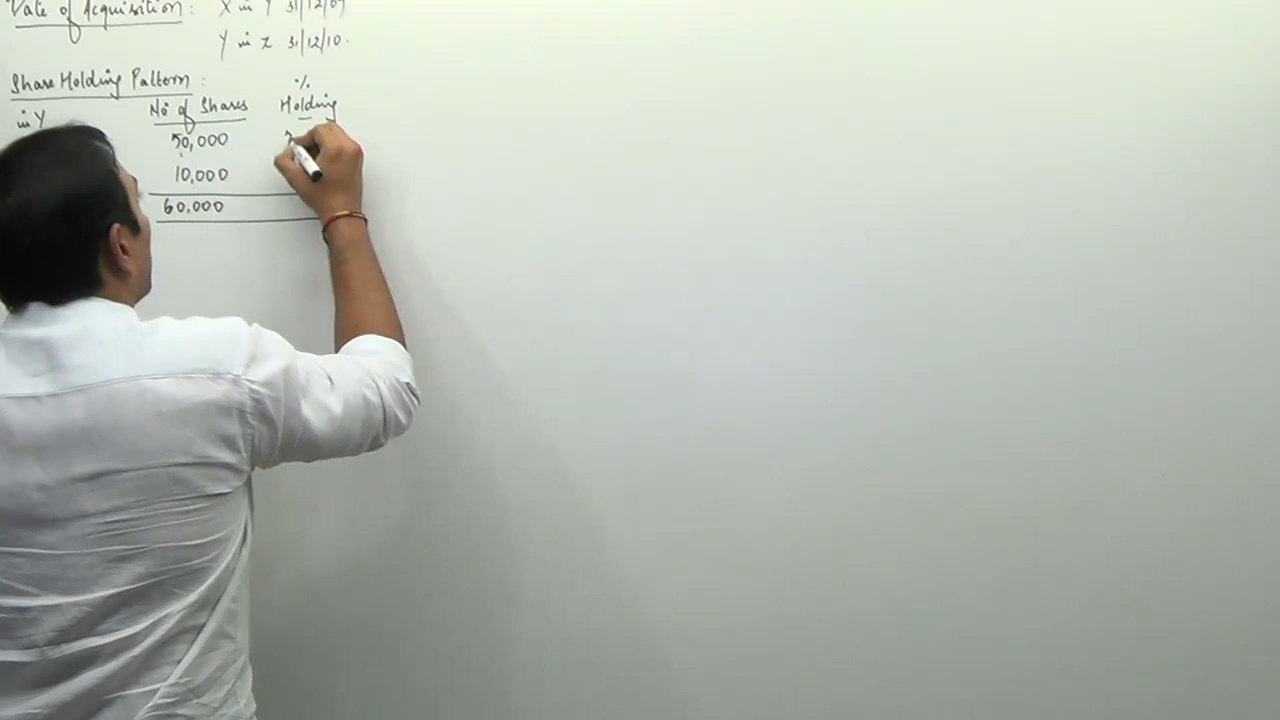 Date of Acquisition : X in Y 31/12/09
Y in Z 31/12/10.
Share Holding Pattern :
%
in Y No of Shares Holding
50,000
10,000
60,000